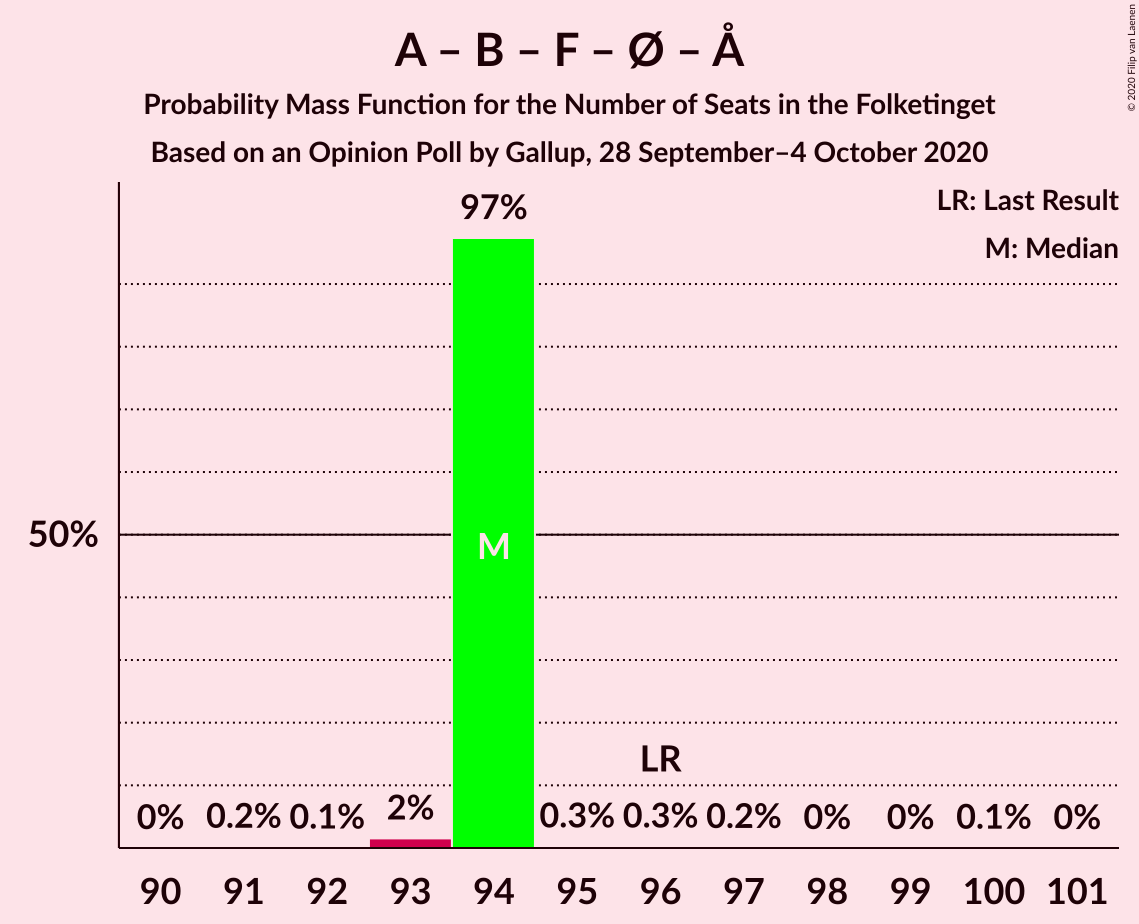 A – B – F – Ø – Å
Probability Mass Function for the Number of Seats in the Folketinget
Based on an Opinion Poll by Gallup, 28 September–4 October 2020
© 2020 Filip van Laenen
LR: Last Result
M: Median
97%
50%
M
LR
0% 0.2% 0.1% 2% 0.3% 0.3% 0.2% 0% 0% 0.1% 0%
90 91 92 93 94 95 96 97 98 99 100 101